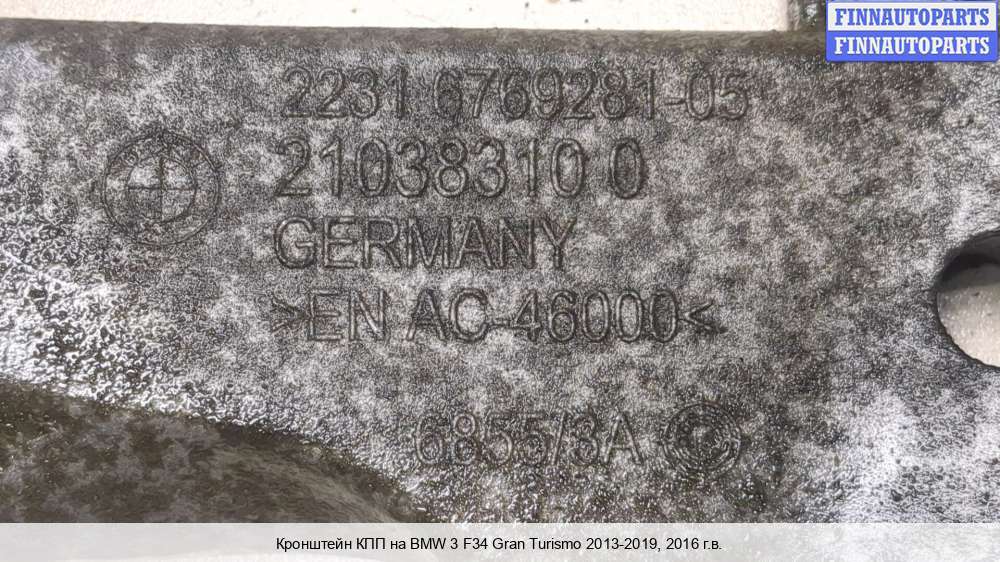 FINNAUTOPARTS
FINNAUTOPARTS
2231 6769281-05
21038310 0
GERMANY
>EN AC-46000<
6855/3A
Кронштейн КПП на BMW 3 F34 Gran Turismo 2013-2019, 2016 г.в.